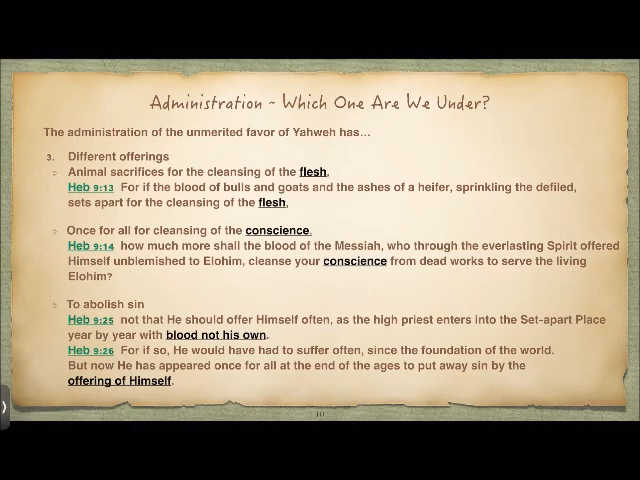 Administration ~ Which One Are We Under?
The administration of the unmerited favor of Yahweh has...
3. Different offerings
○ Animal sacrifices for the cleansing of the flesh.
Heb 9:13 For if the blood of bulls and goats and the ashes of a heifer, sprinkling the defiled,
sets apart for the cleansing of the flesh,
○ Once for all for cleansing of the conscience.
Heb 9:14 how much more shall the blood of the Messiah, who through the everlasting Spirit offered
Himself unblemished to Elohim, cleanse your conscience from dead works to serve the living
Elohim?
○ To abolish sin
Heb 9:25 not that He should offer Himself often, as the high priest enters into the Set-apart Place
year by year with blood not his own.
Heb 9:26 For if so, He would have had to suffer often, since the foundation of the world.
But now He has appeared once for all at the end of the ages to put away sin by the
offering of Himself.
10